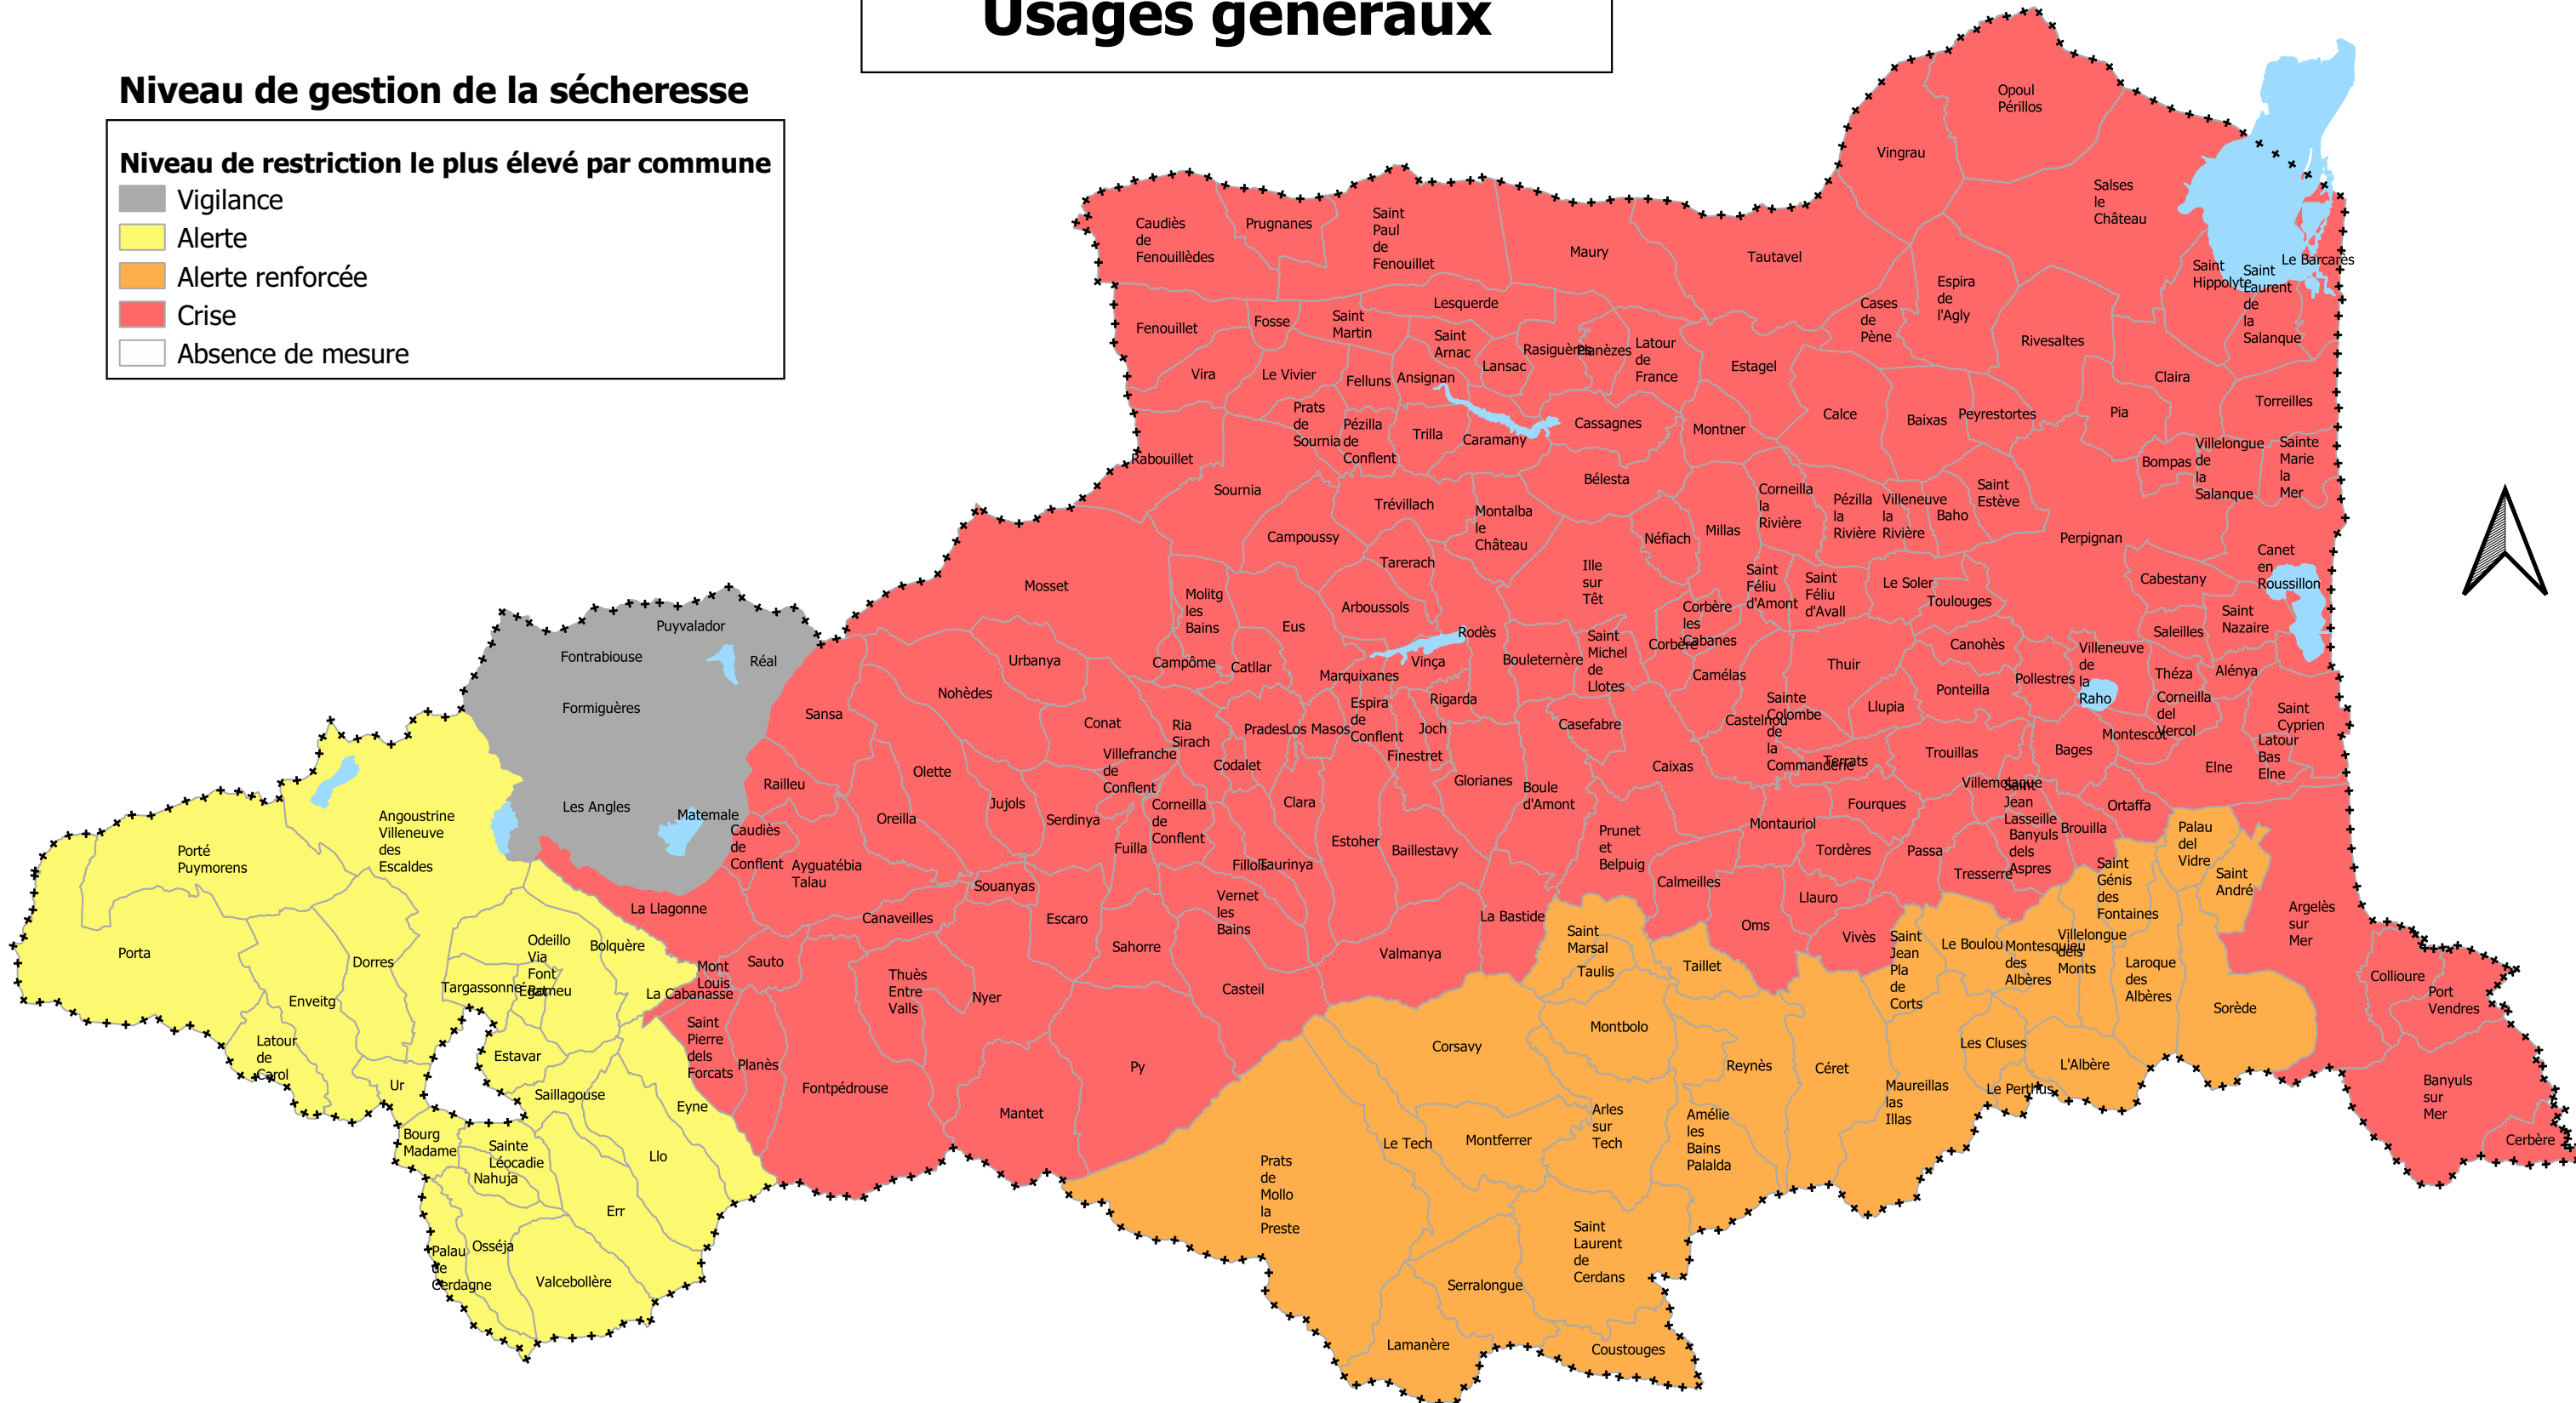 Usages généraux
Niveau de gestion de la sécheresse
Niveau de restriction le plus élevé par commune
Vigilance
Alerte
Alerte renforcée
Crise
Absence de mesure
Opoul
Périllos
Vingrau
Salses
le
Château
Caudiès
de
Fenouillèdes
Prugnanes
Saint
Paul
de
Fenouillet
Maury
Tautavel
Espira
de
l'Agly
Cases
de
Pène
Saint
Hippolyte
Saint
Laurent
de
la
Salanque
Le Barcarès
Fenouillet
Fosse
Saint
Martin
Lesquerde
Saint
Arnac
Lansac
Rasiguères
Planèzes
Latour
de
France
Estagel
Rivesaltes
Claira
Vira
Le Vivier
Felluns
Ansignan
Prats
de
Sournia
Pézilla
de
Conflent
Trilla
Caramany
Cassagnes
Montner
Calce
Baixas
Peyrestortes
Pia
Torreilles
Rabouillet
Sournia
Bélesta
Bompas
Villelongue
de
la
Salanque
Sainte
Marie
la
Mer
Trévillach
Montalba
le
Château
Campoussy
Tarerach
Néfiach
Millas
Corneilla
la
Rivière
Pézilla
la
Rivière
Villeneuve
la
Rivière
Baho
Saint
Estève
Perpignan
Canet
en
Roussillon
Cabestany
Mosset
Molitg
les
Bains
Arboussols
Eus
Ille
sur
Têt
Corbère
les
Cabanes
Corbère
Saint
Féliu
d'Amont
Saint
Féliu
d'Avall
Le Soler
Toulouges
Saint
Nazaire
Saleilles
Puyvalador
Fontrabiouse
Réal
Formiguères
Urbanya
Nohèdes
Campôme
Catllar
Marquixanes
Vinça
Rodès
Bouleternère
Saint
Michel
de
Llotes
Camélas
Thuir
Canohès
Ponteilla
Pollestres
Villeneuve
de
la
Raho
Théza
Alénya
Corneilla
del
Vercol
Montescot
Saint
Cyprien
Latour
Bas
Elne
Elne
Sansa
Conat
Ria
Sirach
Villefranche
de
Conflent
Prades
Los Masos
Espira
de
Conflent
Rigarda
Joch
Finestret
Casefabre
Castelnou
Sainte
Colombe
de
la
Commanderie
Llupia
Terrats
Trouillas
Bages
Railleu
Olette
Codalet
Glorianes
Boule
d'Amont
Caixas
Villemolaque
Saint
Jean
Lasseille
Ortaffa
Les Angles
Matemale
Caudiès
de
Conflent
Oreilla
Jujols
Serdinya
Corneilla
de
Conflent
Clara
Fourques
Montauriol
Brouilla
Banyuls
dels
Aspres
Palau
del
Vidre
Angoustrine
Villeneuve
des
Escaldes
Porté
Puymorens
Ayguatébia
Talau
Fuilla
Fillols
Taurinya
Estoher
Baillestavy
Prunet
et
Belpuig
Tordères
Passa
Tresserre
Saint
Génis
des
Fontaines
Saint
André
Souanyas
Calmeilles
Llauro
La Llagonne
Canaveilles
Escaro
Vernet
les
Bains
La Bastide
Oms
Vivès
Argelès
sur
Mer
Porta
Dorres
Enveitg
Odeillo
Via
Font
Romeu
Bolquère
Targassonne
Égat
Mont
Louis
La Cabanasse
Sauto
Sahorre
Valmanya
Saint
Marsal
Taulis
Taillet
Saint
Jean
Pla
de
Corts
Le Boulou
Montesquieu
des
Albères
Villelongue
dels
Monts
Laroque
des
Albères
Sorède
Collioure
Port
Vendres
Thuès
Entre
Valls
Nyer
Casteil
Latour
de
Carol
Ur
Estavar
Saint
Pierre
dels
Forcats
Planès
Fontpédrouse
Py
Corsavy
Montbolo
Reynès
Céret
Les Cluses
L'Albère
Le Perthus
Maureillas
las
Illas
Saillagouse
Eyne
Mantet
Banyuls
sur
Mer
Cerbère
Bourg
Madame
Sainte
Léocadie
Nahuja
Llo
Err
Le Tech
Montferrer
Arles
sur
Tech
Amélie
les
Bains
Palalda
Prats
de
Mollo
la
Preste
Palau
de
Cerdagne
Osséja
Valcebollère
Saint
Laurent
de
Cerdans
Serralongue
Lamanère
Coustouges